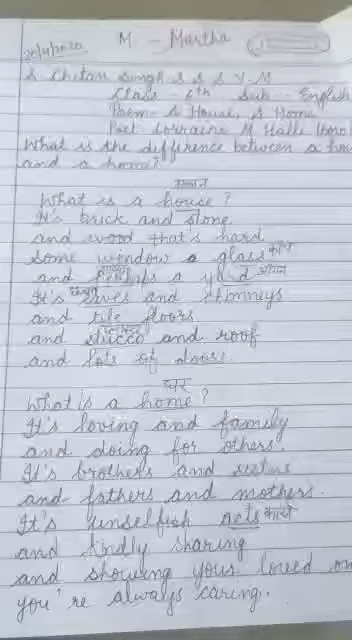 M - Martha
S Chetan Singh S S S V M
Class - 6th Sub - English
Poem - A House, A Home
Poet Lorraine M Halli
What is the difference between a hou
and a home?
मकान
What is a house?
It's brick and stone
and wood that's hard
काँच
Some window a glass
आँगन
and perhaps a yard
It's eaves and chimneys
and tile floors
and stucco and roof
and lots of doors.
घर
What is a home?
It's loving and family
and doing for others.
It's brothers and sisters
and fathers and mothers.
It's unselfish acts कार्य
and kindly sharing
and showing your loved on
you're always caring.